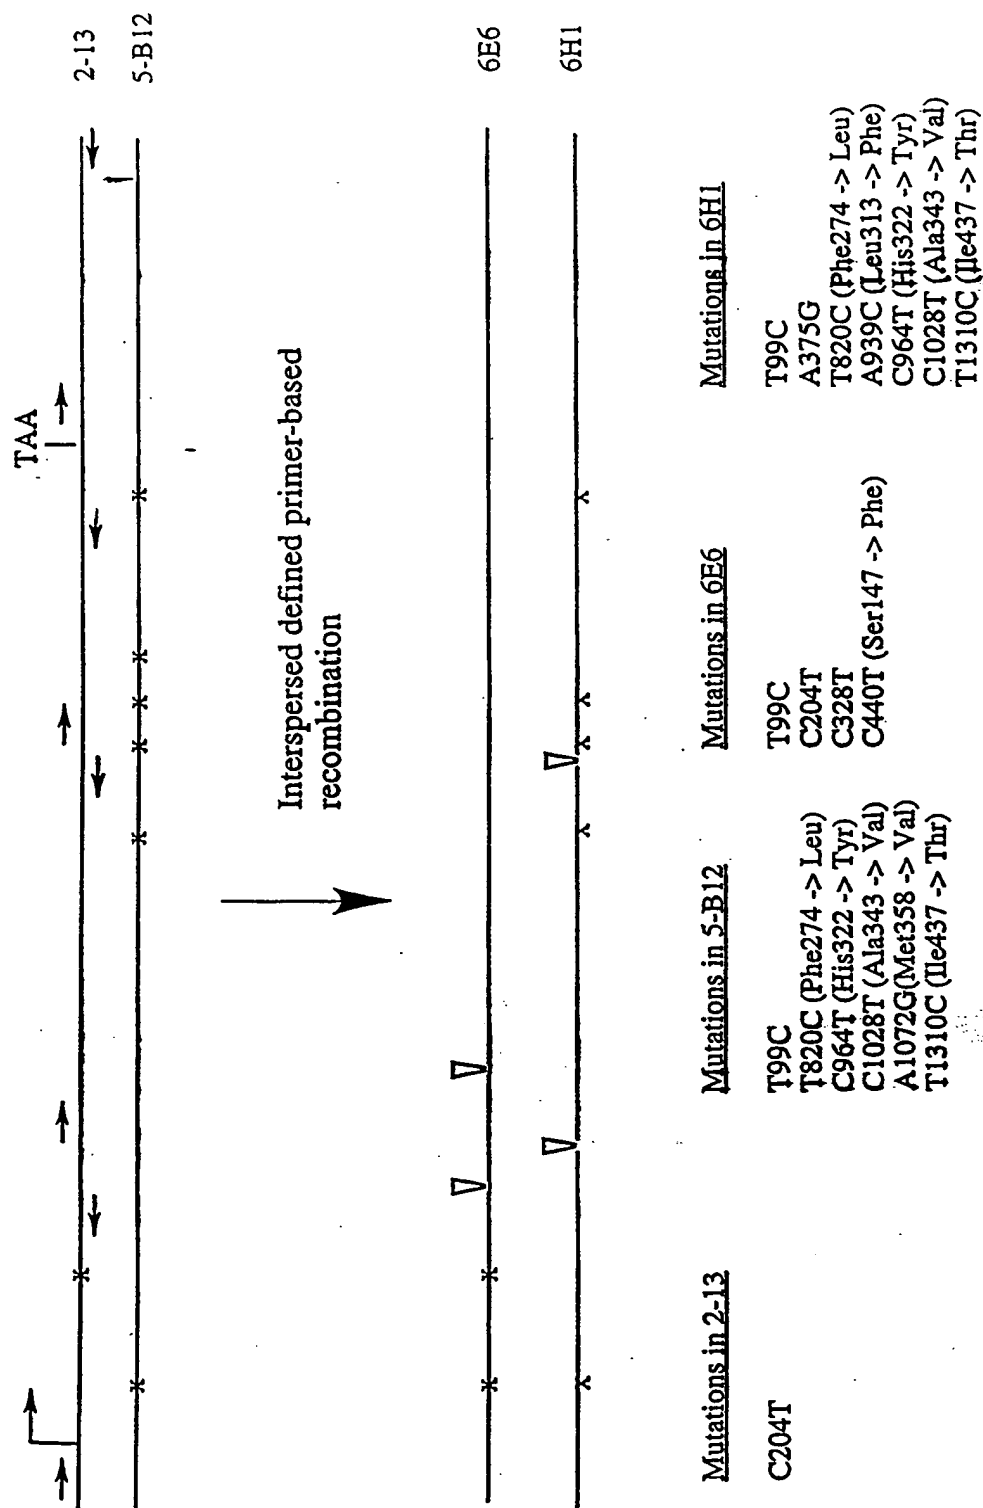 TAA
2-13
5-B12
Interspersed defined primer-based
recombination
6E6
6H1
Mutations in 2-13
C204T
Mutations in 5-B12
T99C
T820C (Phe274 -> Leu)
C964T (His322 -> Tyr)
C1028T (Ala343 -> Val)
A1072G(Met358 -> Val)
T1310C (Ile437 -> Thr)
Mutations in 6E6
T99C
C204T
C328T
C440T (Ser147 -> Phe)
Mutations in 6H1
T99C
A375G
T820C (Phe274 -> Leu)
A939C (Leu313 -> Phe)
C964T (His322 -> Tyr)
C1028T (Ala343 -> Val)
T1310C (Ile437 -> Thr)